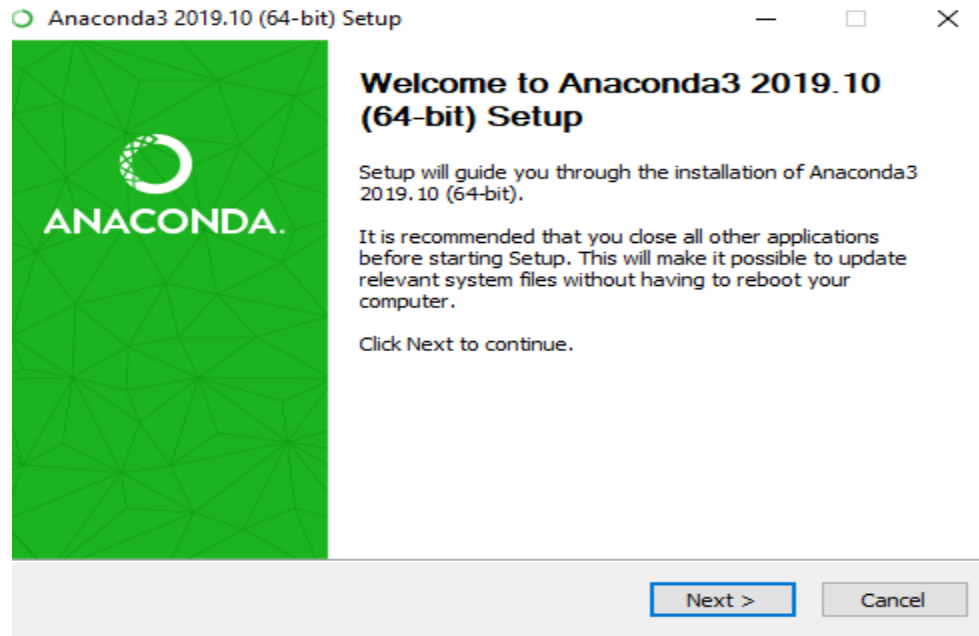 Anaconda3 2019.10 (64-bit) Setup
Welcome to Anaconda3 2019.10
(64-bit) Setup
Setup will guide you through the installation of Anaconda3
2019.10 (64-bit).
It is recommended that you close all other applications
before starting Setup. This will make it possible to update
relevant system files without having to reboot your
computer.
Click Next to continue.
ANACONDA.
Next >
Cancel